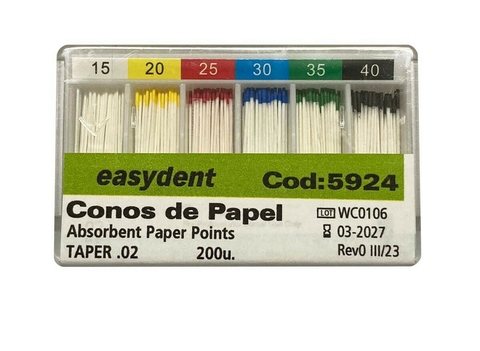 15 20 25 30 35 40
easydent Cod:5924
Conos de Papel LOT WC0106
Absorbent Paper Points 03-2027
TAPER .02 200u. Rev0 III/23